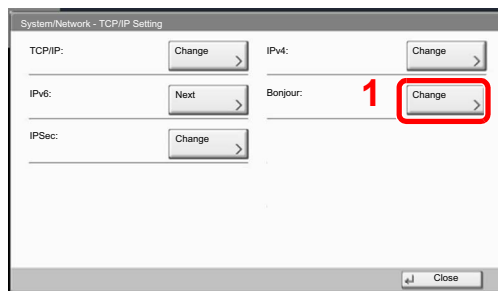 System/Network - TCP/IP Setting
TCP/IP: Change IPv4: Change
IPv6: Next Bonjour: 1 Change
IPSec: Change
Close